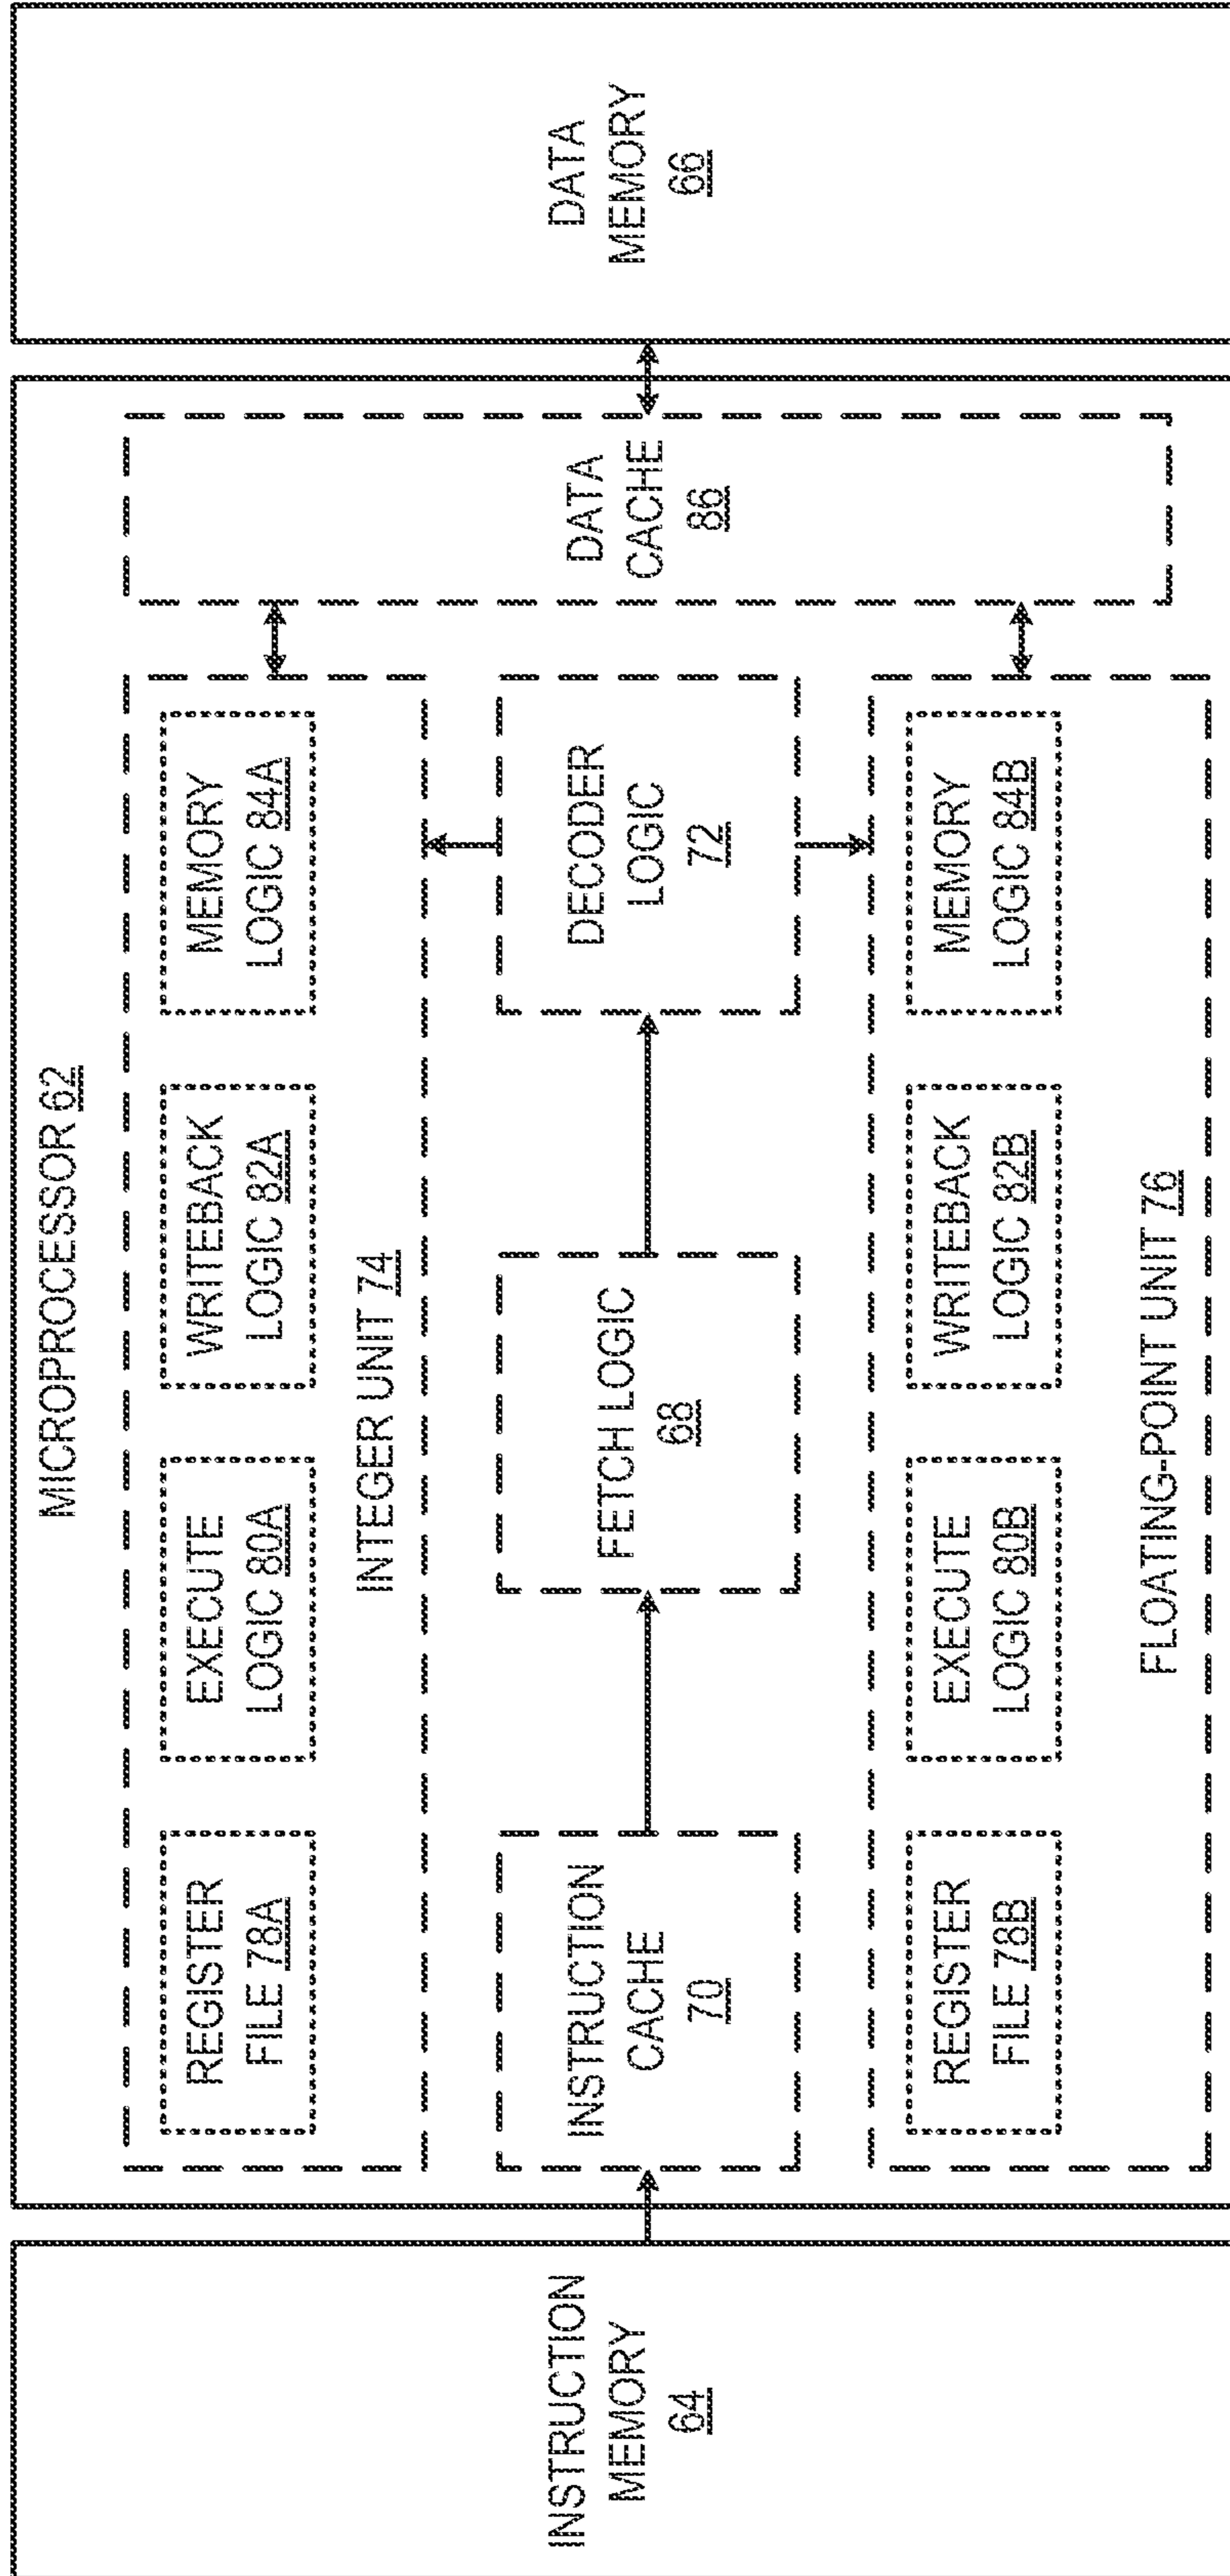 INSTRUCTION
MEMORY
64
MICROPROCESSOR 62
REGISTER
FILE 78A
EXECUTE
LOGIC 80A
WRITEBACK
LOGIC 82A
MEMORY
LOGIC 84A
INTEGER UNIT 74
INSTRUCTION
CACHE
70
FETCH LOGIC
68
DECODER
LOGIC
72
REGISTER
FILE 78B
EXECUTE
LOGIC 80B
WRITEBACK
LOGIC 82B
MEMORY
LOGIC 84B
FLOATING-POINT UNIT 76
DATA
CACHE
86
DATA
MEMORY
66